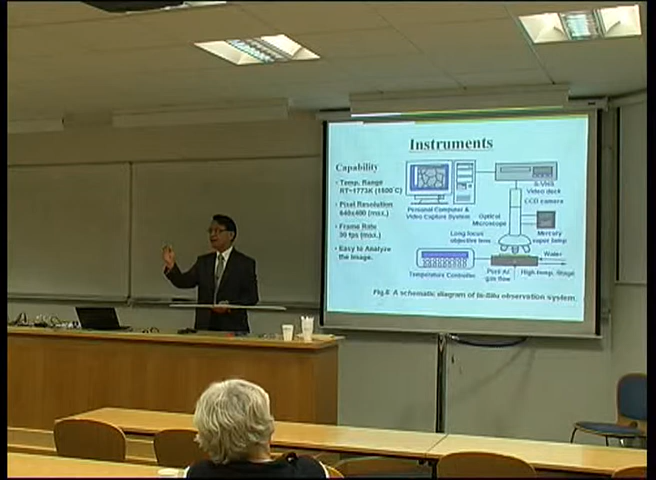 Instruments
Capability
• Temp. Range
RT~1773K (1500°C)
• Pixel Resolution
640x480 (max.)
• Frame Rate
30 fps (max.)
• Easy to Analyze
the Image.
Personal Computer &
Video Capture System
S-VHS
Video deck
CCD camera
Optical
Microscope
Mercury
vapor lamp
Long focus
objective lens
Water
Temperature Controller
Pure Ar
gas flow
High-temp. Stage
Fig.6 A schematic diagram of in-situ observation system.